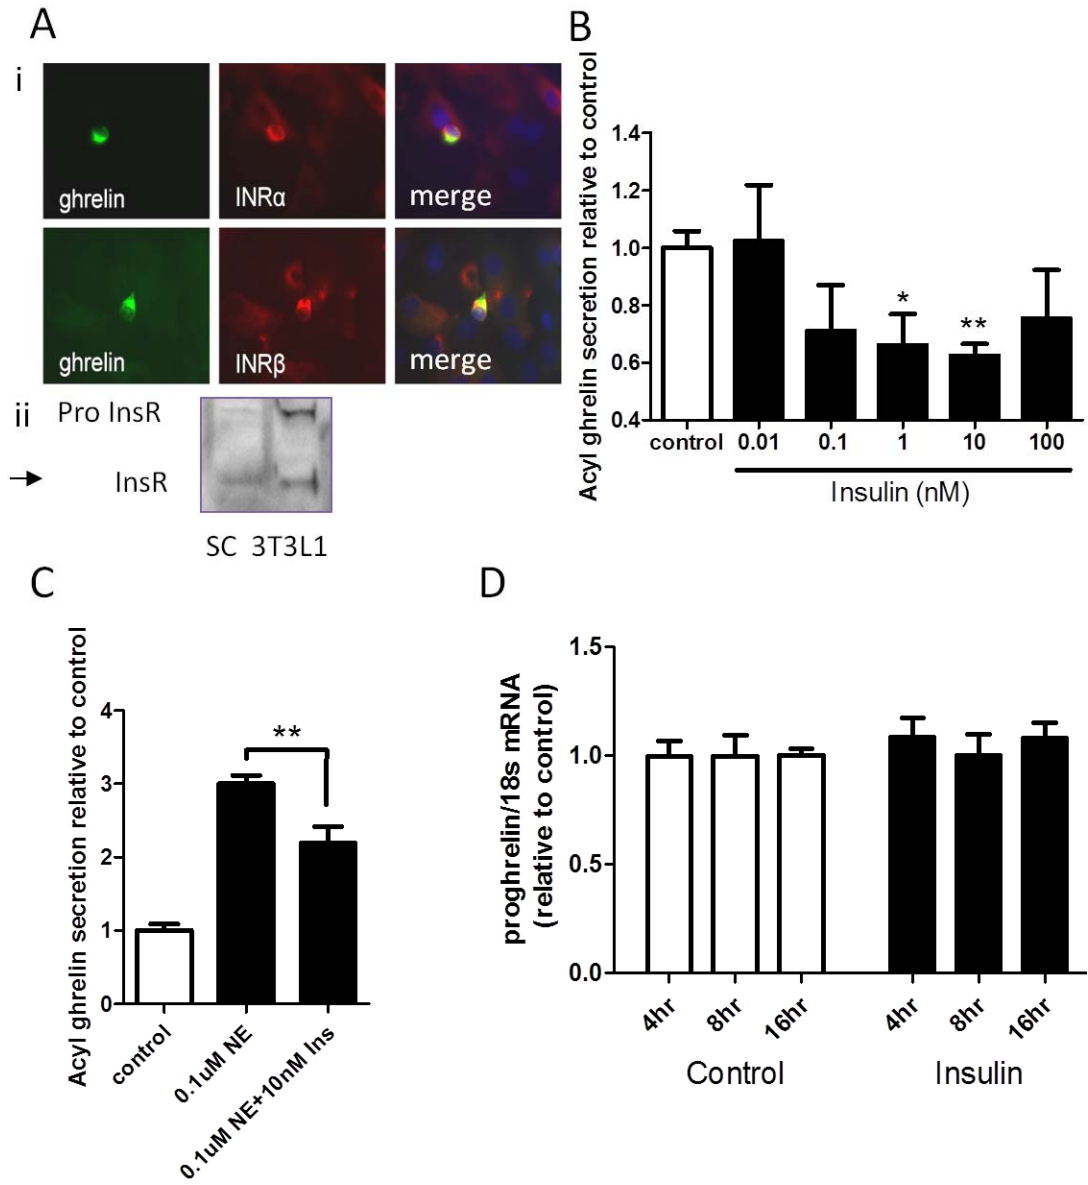 A
i
ghrelin
INRα
merge
ghrelin
INRβ
merge
ii
Pro InsR
InsR
SC 3T3L1
B
Acyl ghrelin secretion relative to control
1.4
1.2
1.0
0.8
0.6
0.4
*
**
control 0.01 0.1 1 10 100
Insulin (nM)
C
Acyl ghrelin secretion relative to control
4
3
2
1
0
**
control
0.1uM NE
0.1uM NE+10nM Ins
D
proghrelin/18s mRNA
(relative to control)
1.5
1.0
0.5
0.0
4hr 8hr 16hr 4hr 8hr 16hr
Control Insulin